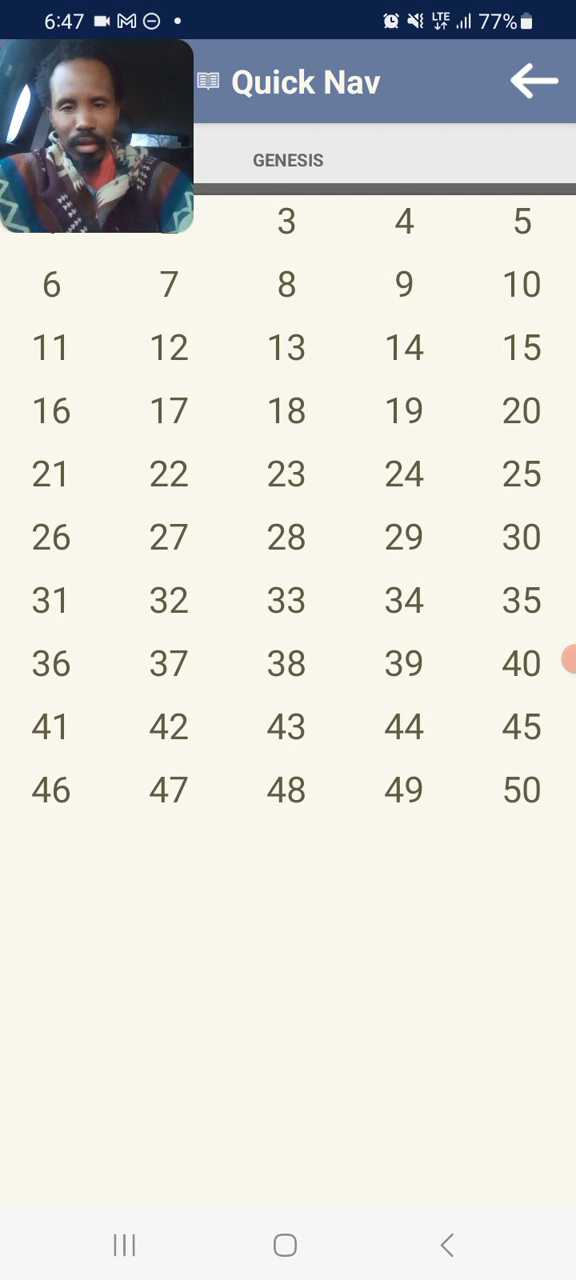 6:47 LTE 77%
Quick Nav
GENESIS
3 4 5
6 7 8 9 10
11 12 13 14 15
16 17 18 19 20
21 22 23 24 25
26 27 28 29 30
31 32 33 34 35
36 37 38 39 40
41 42 43 44 45
46 47 48 49 50